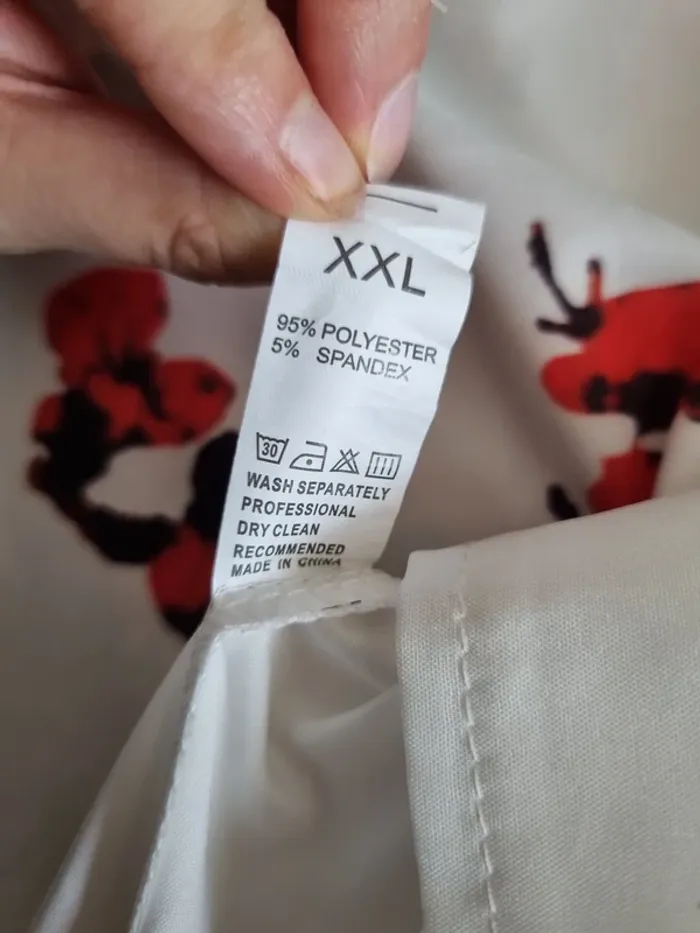 XXL
95% POLYESTER
5% SPANDEX
30
WASH SEPARATELY
PROFESSIONAL
DRY CLEAN
RECOMMENDED
MADE IN CHINA